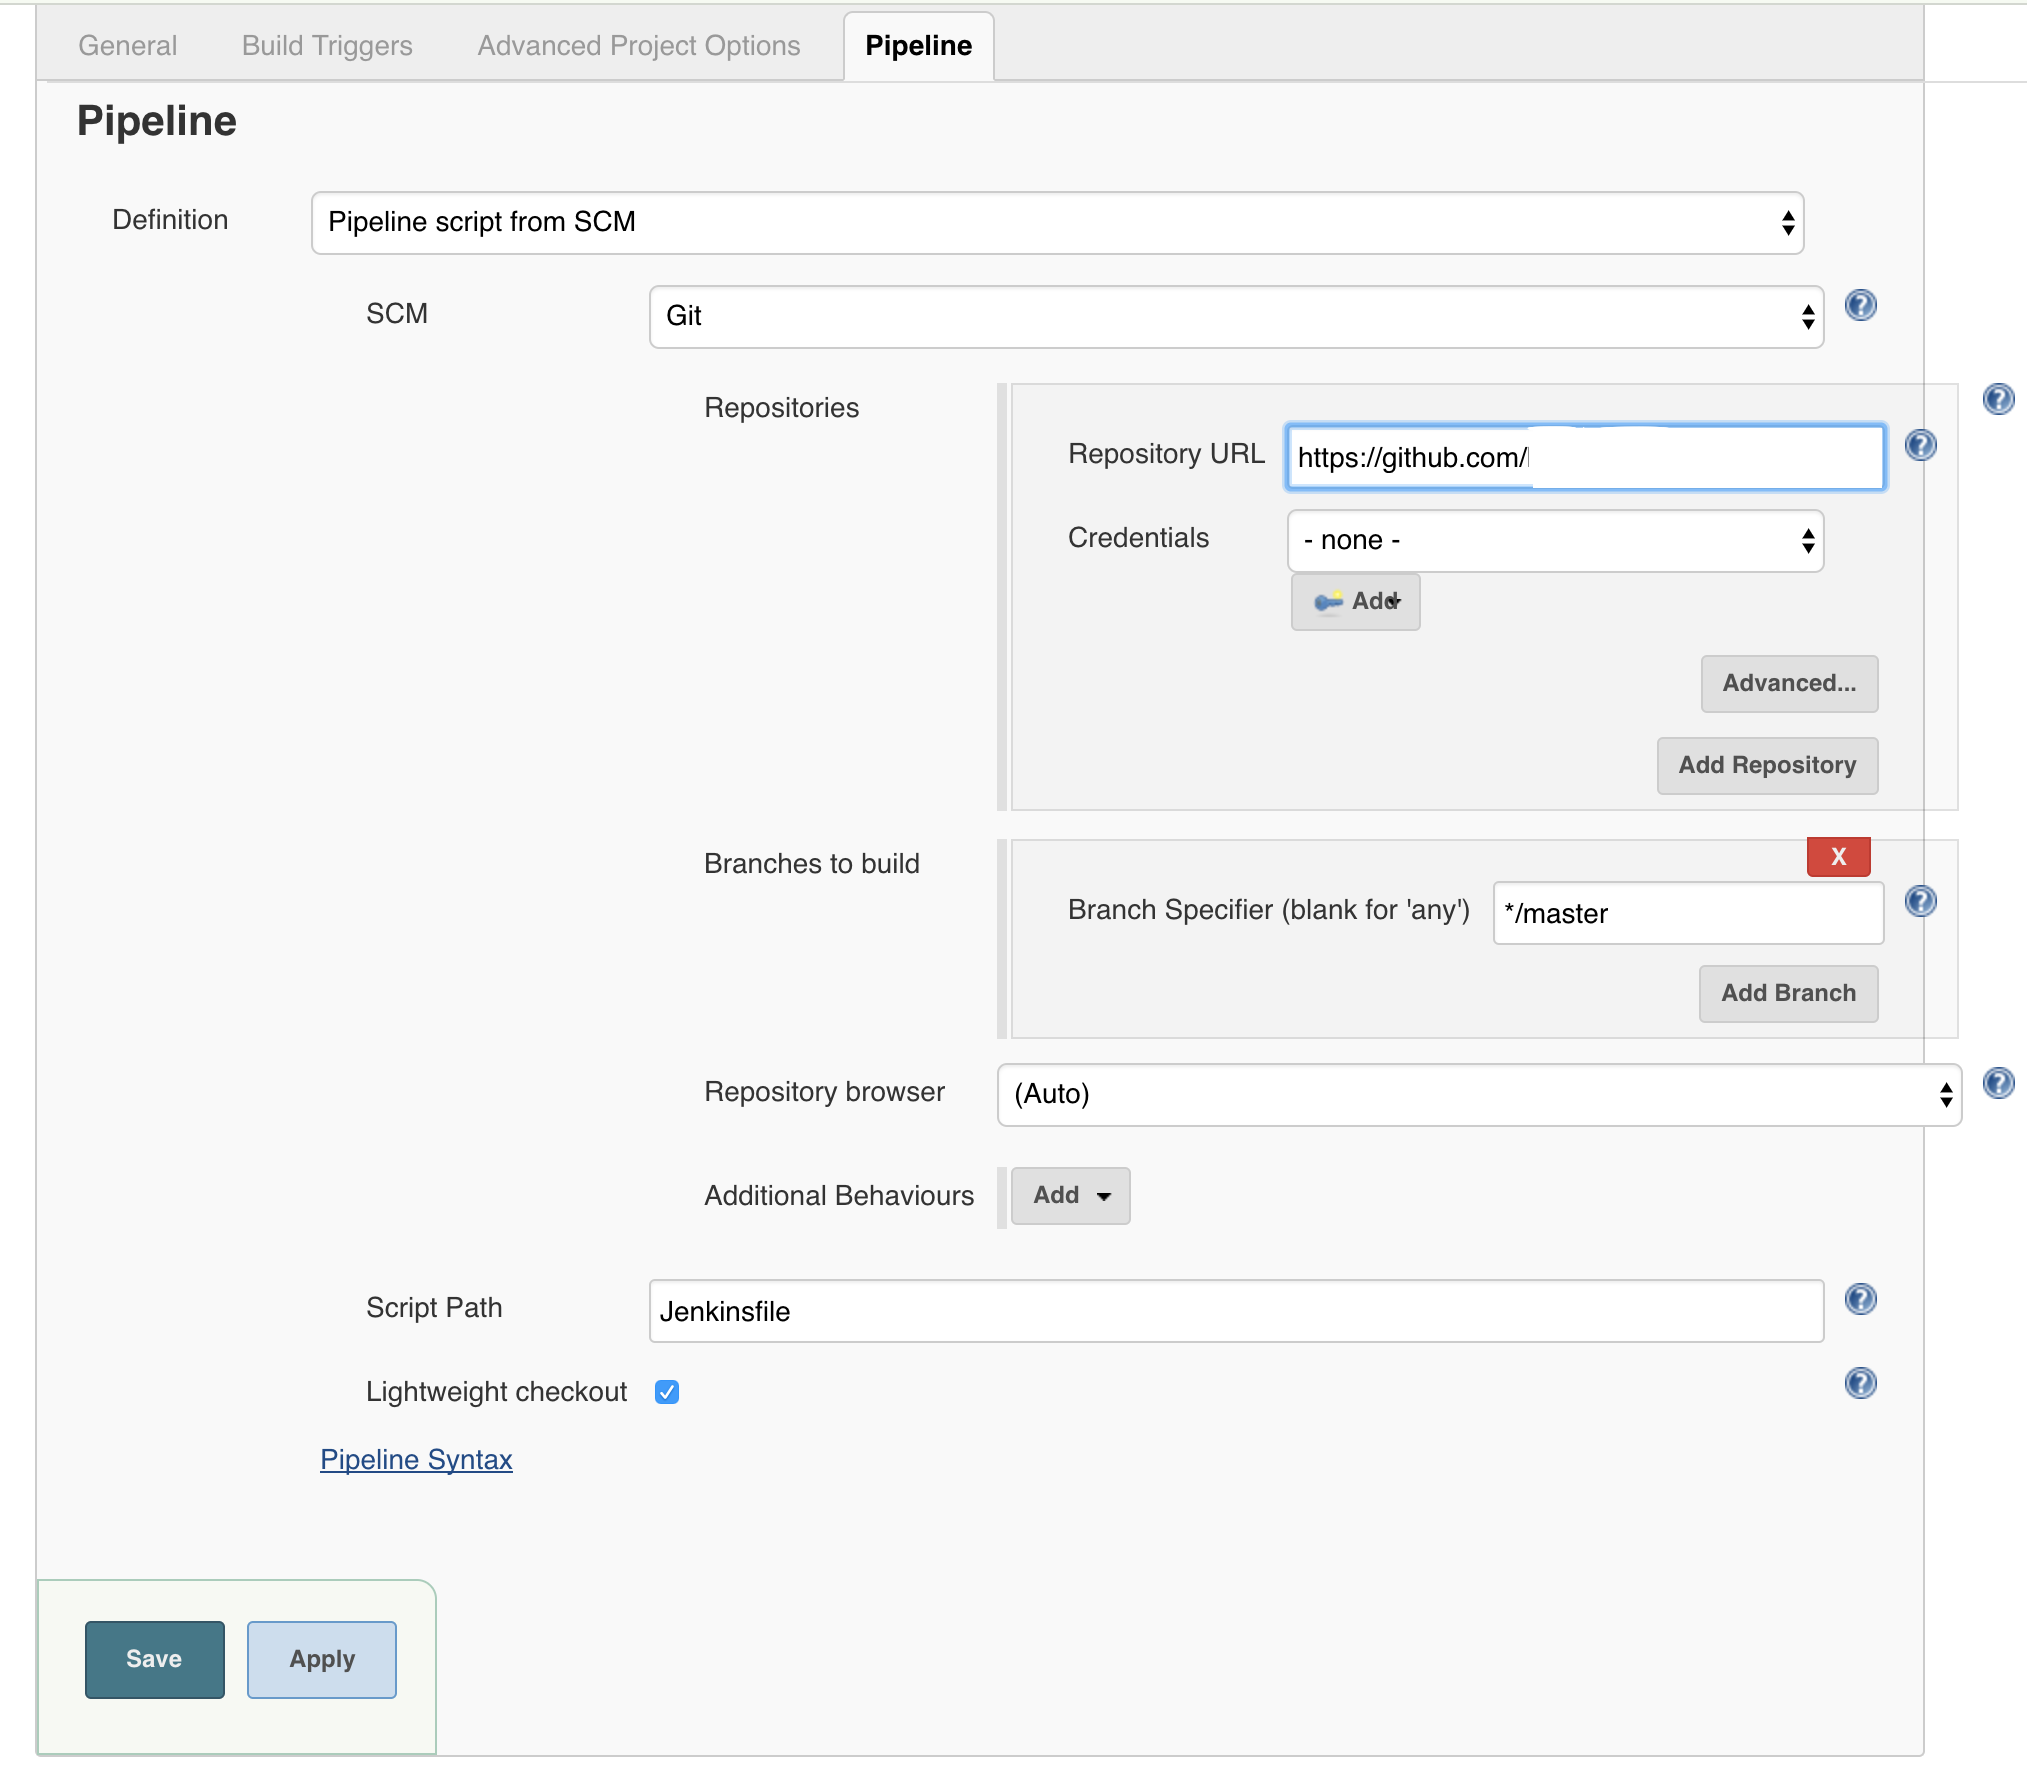 General Build Triggers Advanced Project Options Pipeline
Pipeline
Definition Pipeline script from SCM
SCM Git
Repositories
Repository URL https://github.com/
Credentials - none -
Add
Advanced...
Add Repository
Branches to build
X
Branch Specifier (blank for 'any') */master
Add Branch
Repository browser (Auto)
Additional Behaviours Add
Script Path Jenkinsfile
Lightweight checkout
Pipeline Syntax
Save Apply